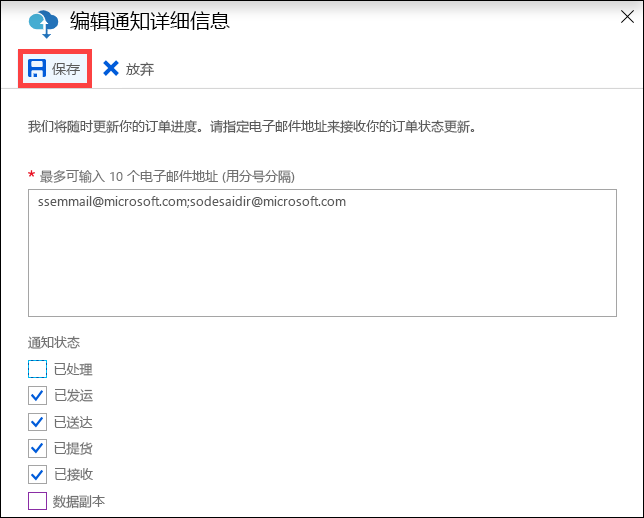 编辑通知详细信息
保存 放弃
我们将随时更新你的订单进度。请指定电子邮件地址来接收你的订单状态更新。
* 最多可输入 10 个电子邮件地址 (用分号分隔)
ssemmail@microsoft.com;sodesaidir@microsoft.com
通知状态
已处理
已发运
已送达
已提货
已接收
数据副本